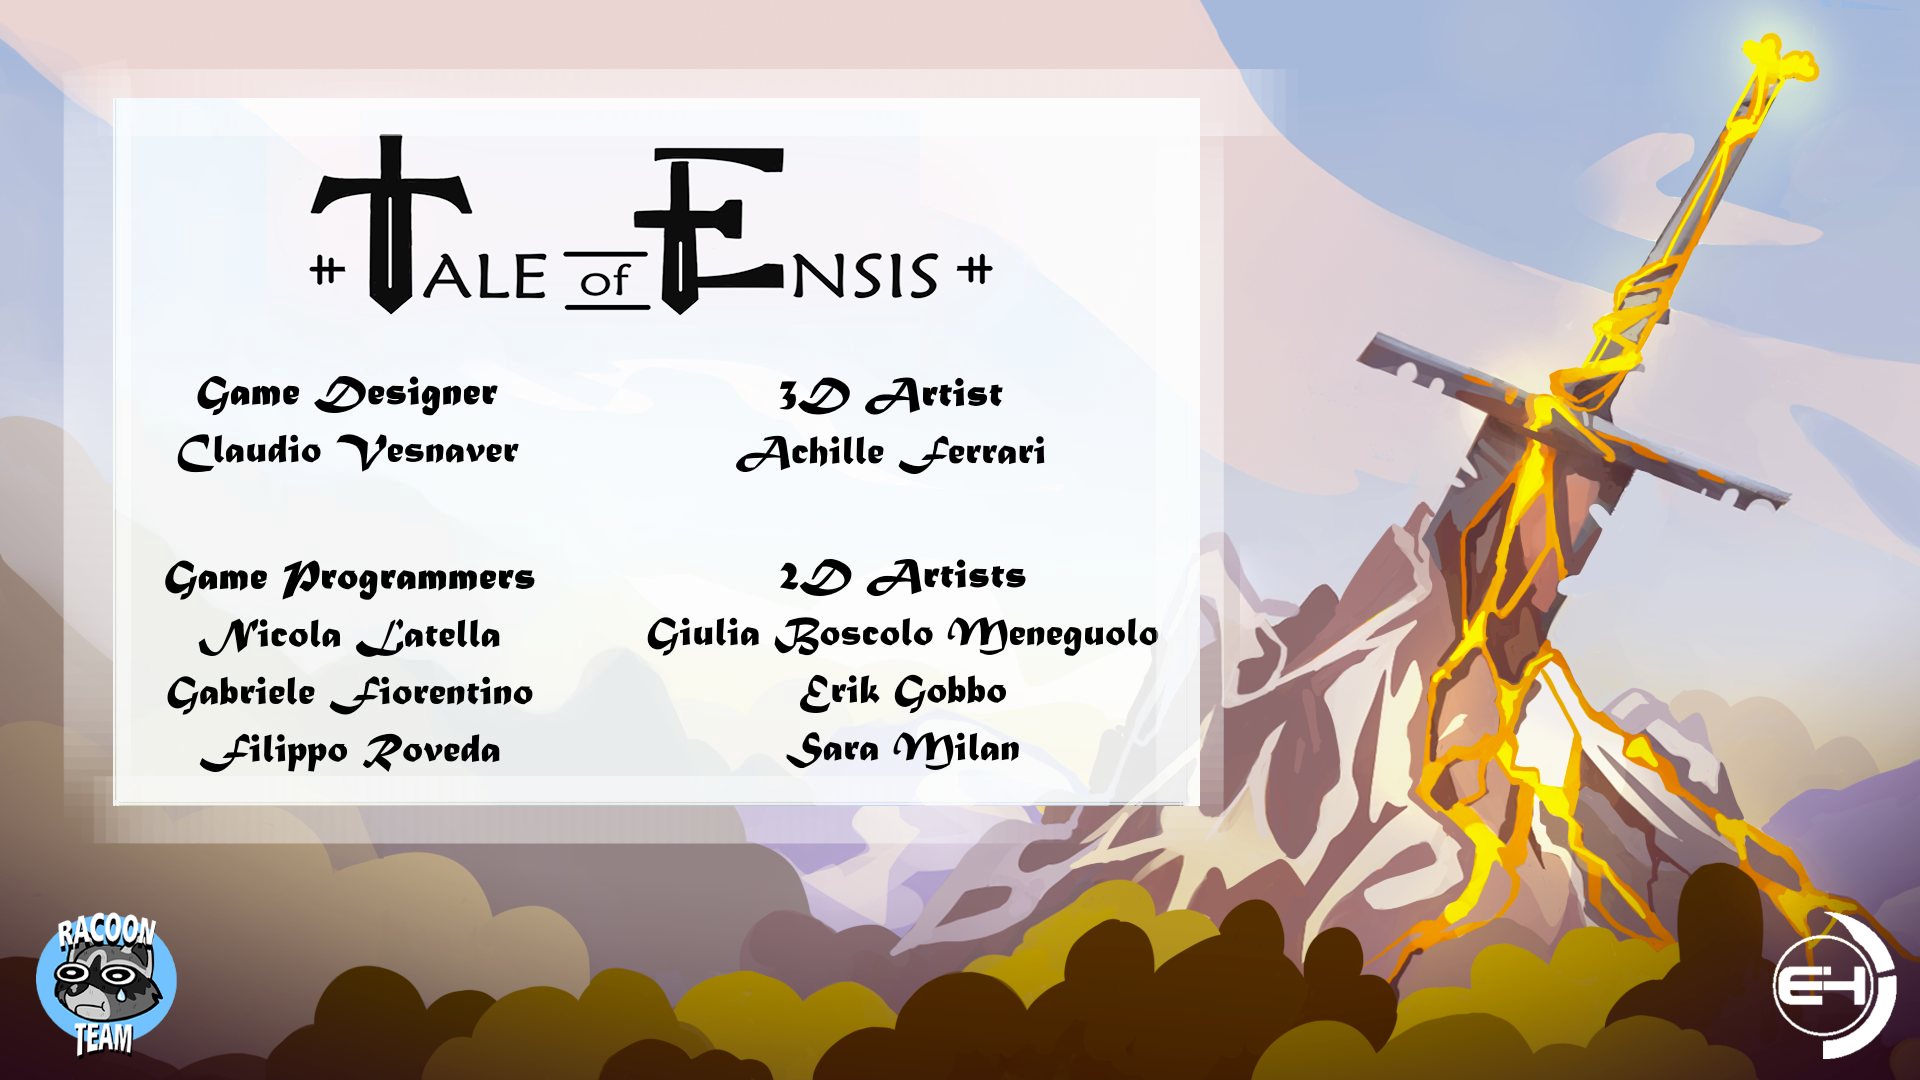 TALE of ENSIS
Game Designer
Claudio Vesnaver
Game Programmers
Nicola Latella
Gabriele Fiorentino
Filippo Roveda
3D Artist
Achille Ferrari
2D Artists
Giulia Boscolo Meneguolo
Erik Gobbo
Sara Milan
RACOON
TEAM